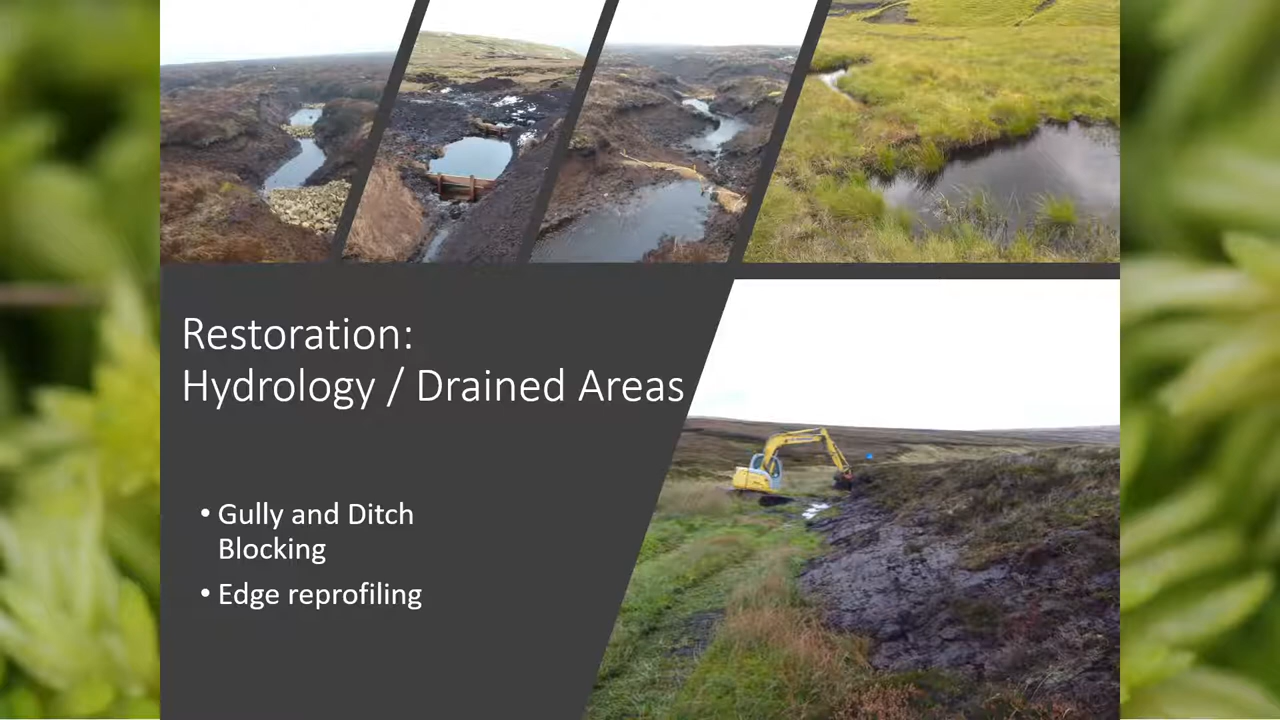 Restoration:
Hydrology / Drained Areas
• Gully and Ditch
Blocking
• Edge reprofiling